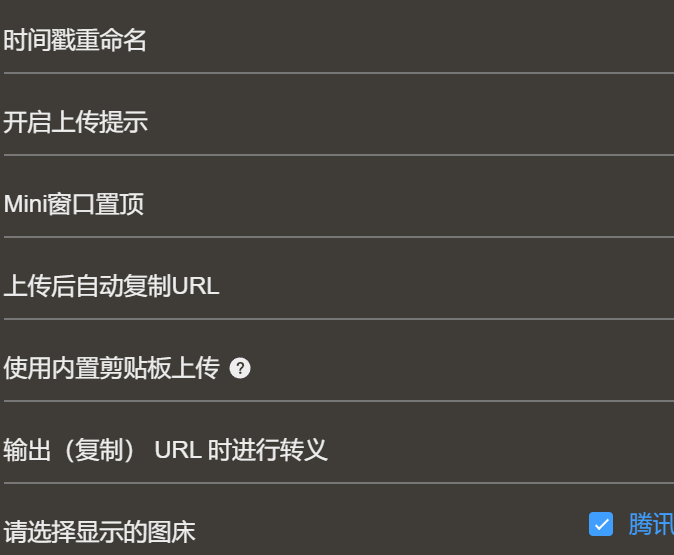 时间戳重命名
开启上传提示
Mini窗口置顶
上传后自动复制URL
使用内置剪贴板上传 ?
输出（复制） URL 时进行转义
请选择显示的图床 腾讯